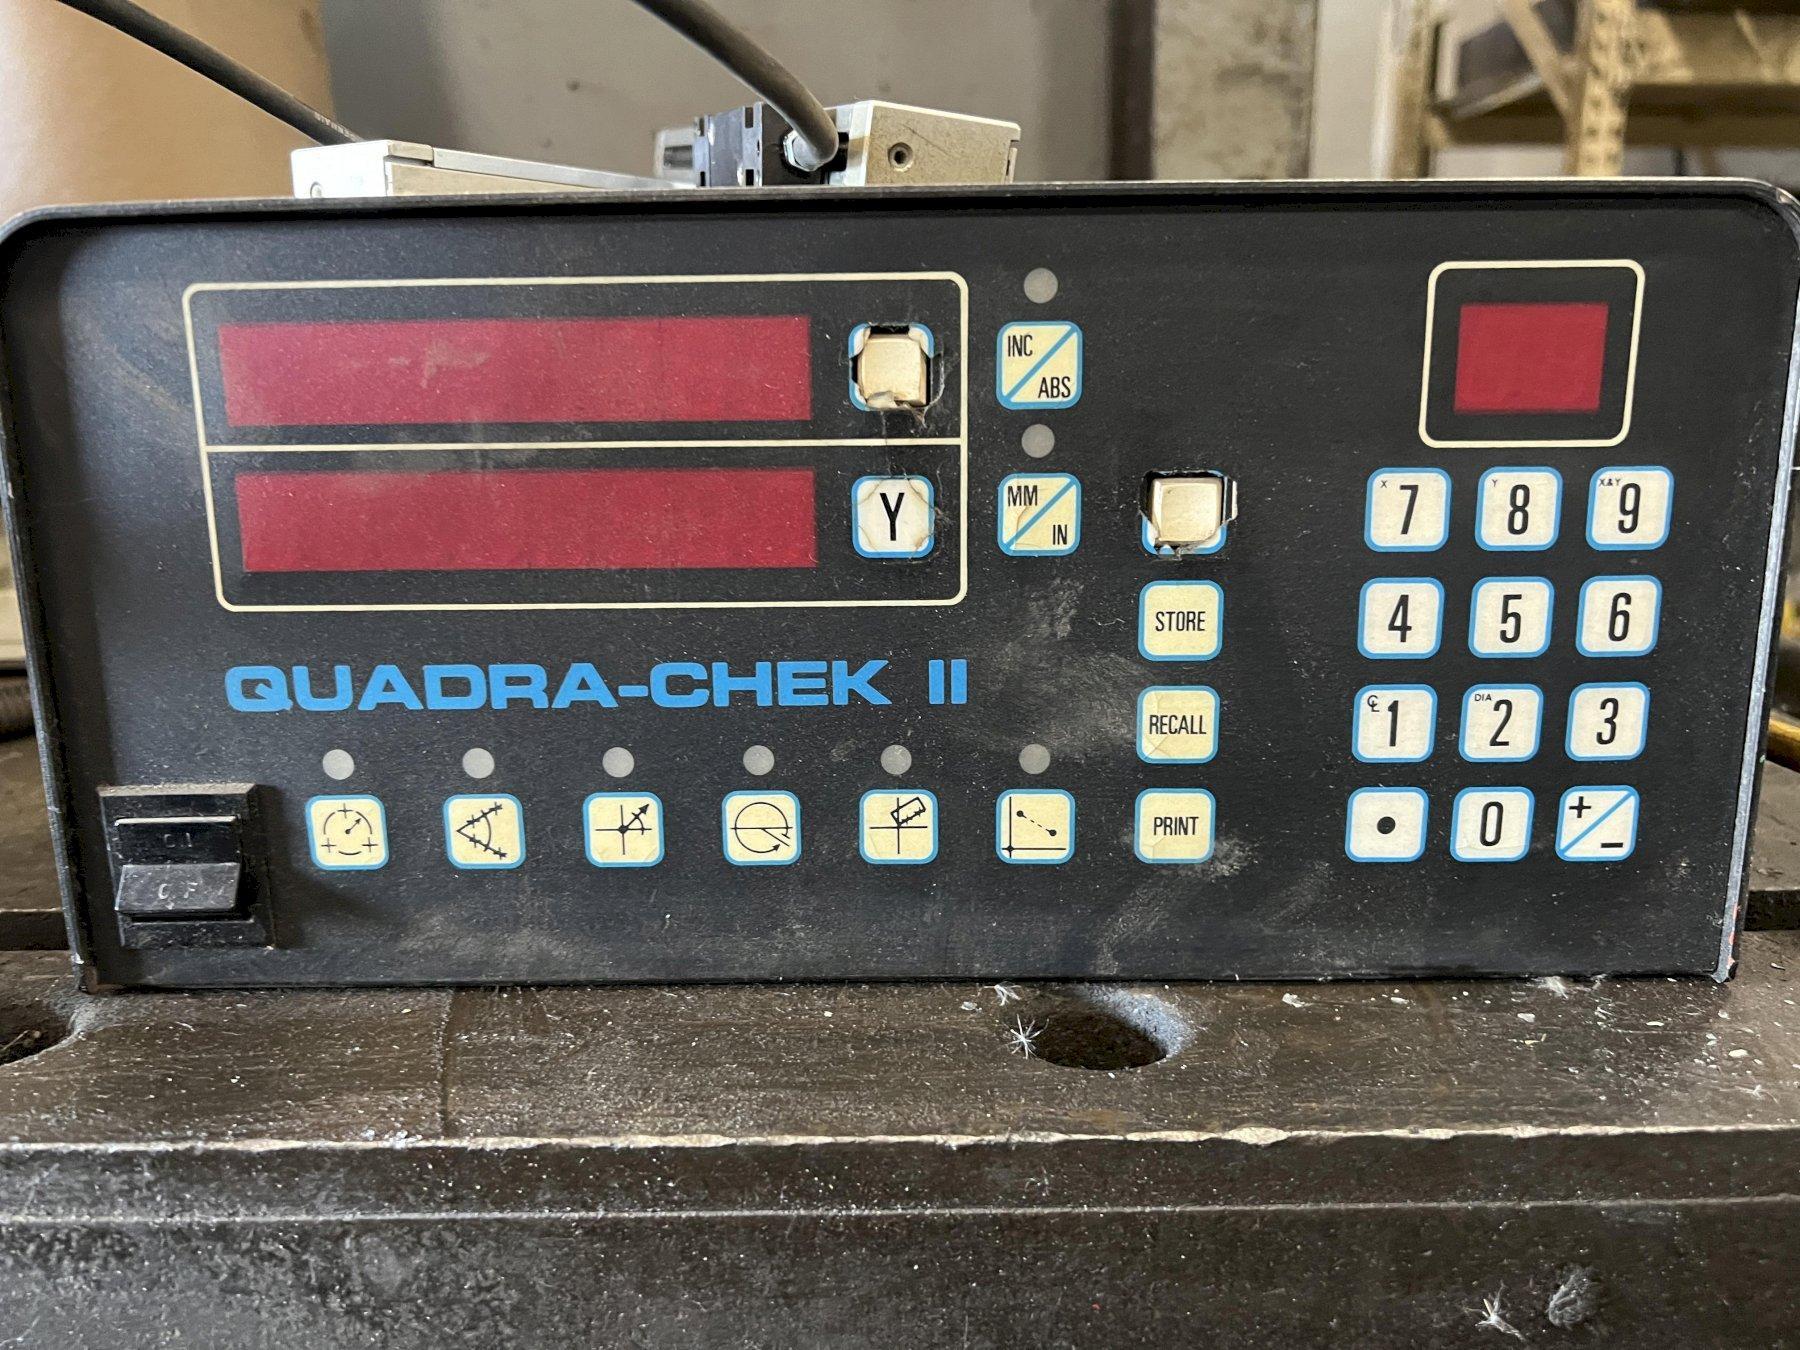 INC
ABS
Y
MM
IN
X 7
Y 8
X&Y 9
STORE
4
5
6
QUADRA-CHEK II
RECALL
℄ 1
DIA 2
3
PRINT
•
0
+
−